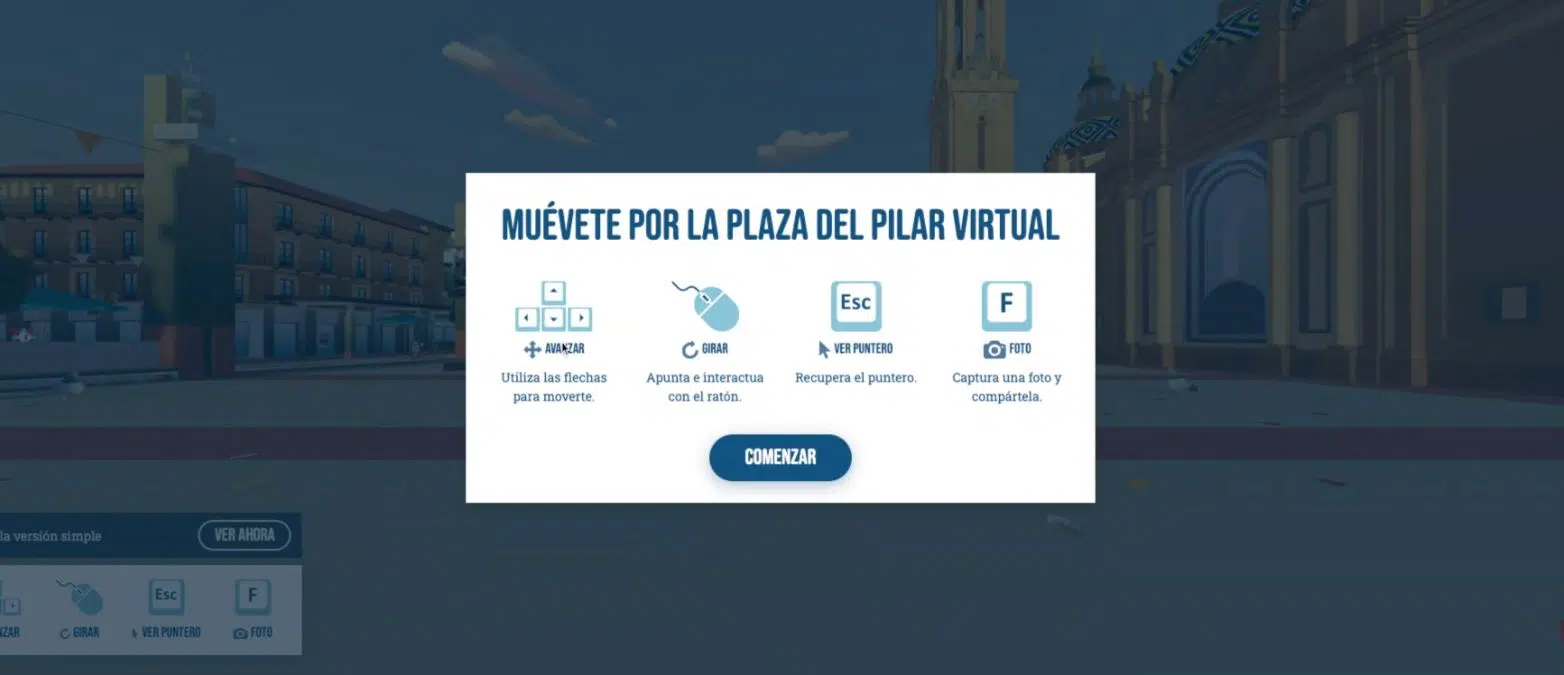 MUÉVETE POR LA PLAZA DEL PILAR VIRTUAL
Esc
F
AVANZAR
GIRAR
VER PUNTERO
FOTO
Utiliza las flechas
para moverte.
Apunta e interactua
con el ratón.
Recupera el puntero.
Captura una foto y
compártela.
COMENZAR
la versión simple
VER AHORA
Esc
F
NZAR
GIRAR
VER PUNTERO
FOTO